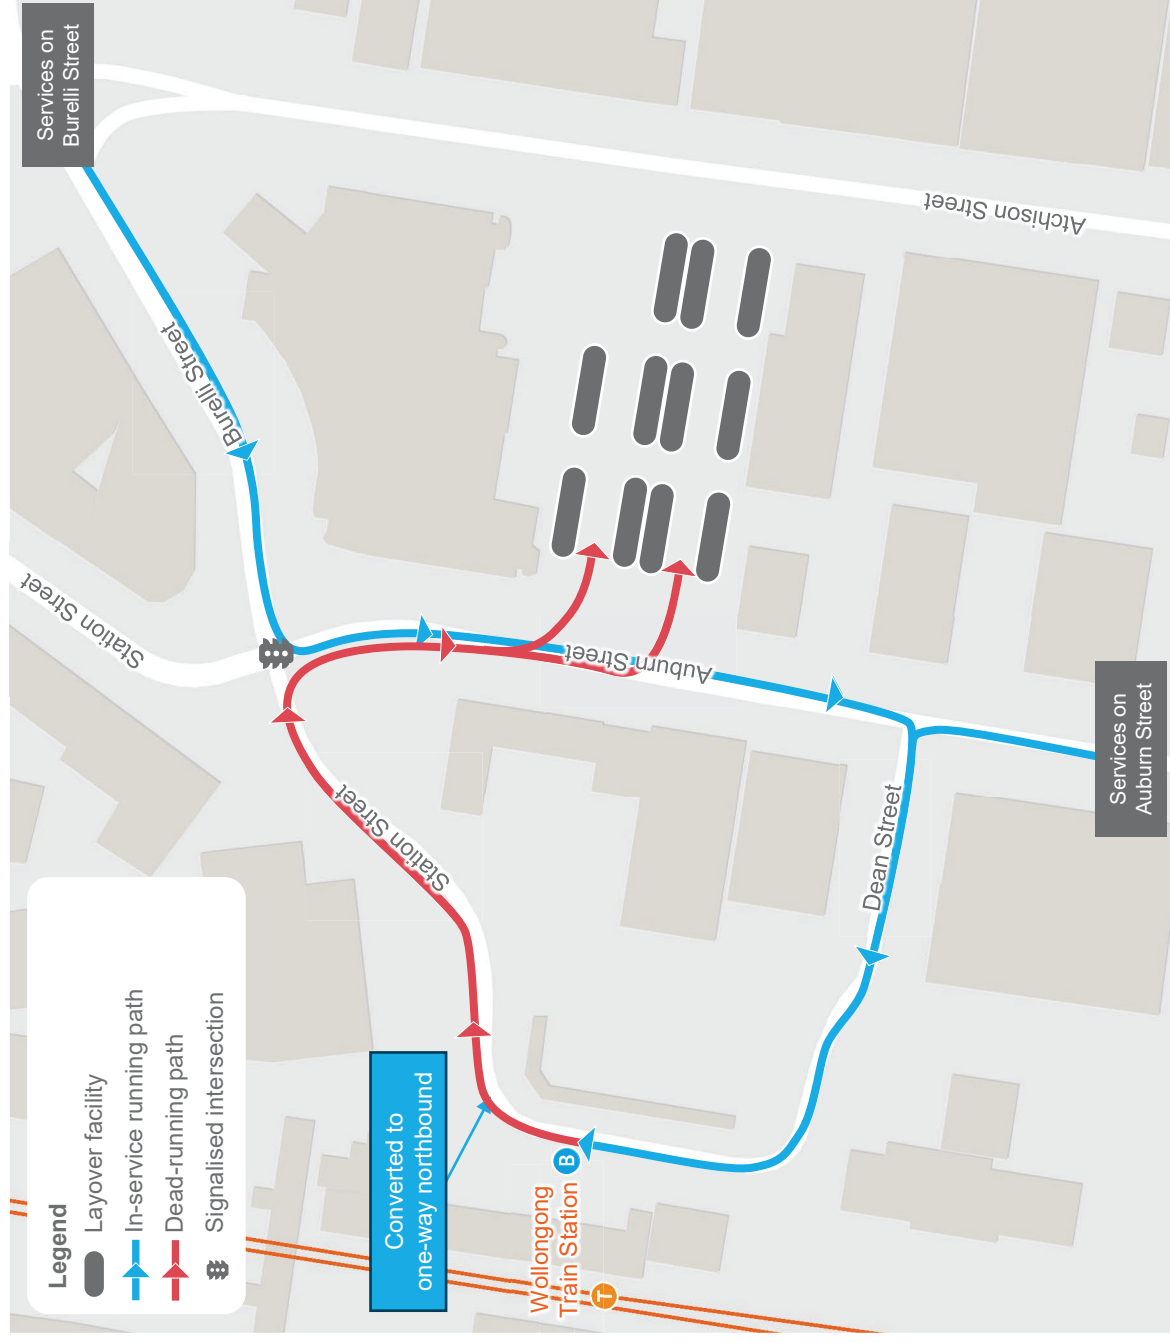 Legend
Layover facility
In-service running path
Dead-running path
Signalised intersection
Services on
Burelli Street
Burelli Street
Station Street
Station Street
Atchison Street
Auburn Street
Dean Street
Services on
Auburn Street
Converted to
one-way northbound
Wollongong
Train Station
B
T